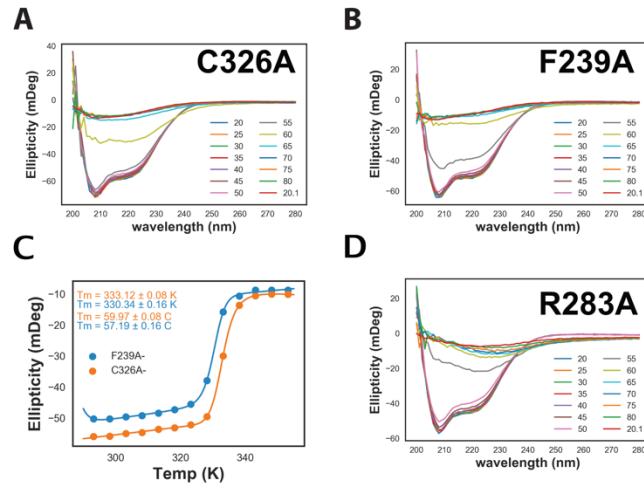 A
C326A
Ellipticity (mDeg)
40
20
0
−20
−40
−60
20 55
25 60
30 65
35 70
40 75
45 80
50 20.1
200 210 220 230 240 250 260 270 280
wavelength (nm)
B
F239A
Ellipticity (mDeg)
40
20
0
−20
−40
−60
20 55
25 60
30 65
35 70
40 75
45 80
50 20.1
200 210 220 230 240 250 260 270 280
wavelength (nm)
C
Tm = 333.12 ± 0.08 K
Tm = 330.34 ± 0.16 K
Tm = 59.97 ± 0.08 C
Tm = 57.19 ± 0.16 C
F239A-
C326A-
Ellipticity (mDeg)
−10
−20
−30
−40
−50
300 320 340
Temp (K)
D
R283A
Ellipticity (mDeg)
40
20
0
−20
−40
−60
20 55
25 60
30 65
35 70
40 75
45 80
50 20.1
200 210 220 230 240 250 260 270 280
wavelength (nm)